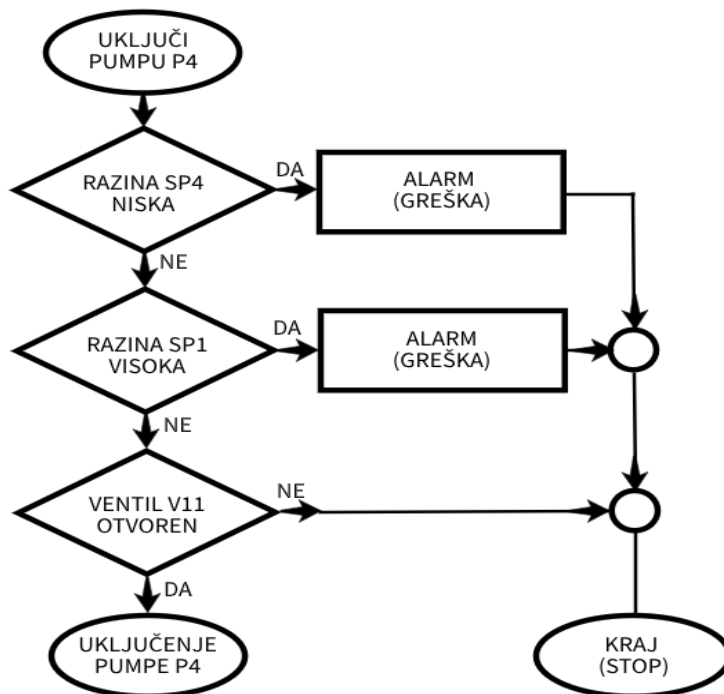 UKLJUČI
PUMPU P4
RAZINA SP4
NISKA
DA
ALARM
(GREŠKA)
NE
RAZINA SP1
VISOKA
DA
ALARM
(GREŠKA)
NE
VENTIL V11
OTVOREN
NE
DA
UKLJUČENJE
PUMPE P4
KRAJ
(STOP)